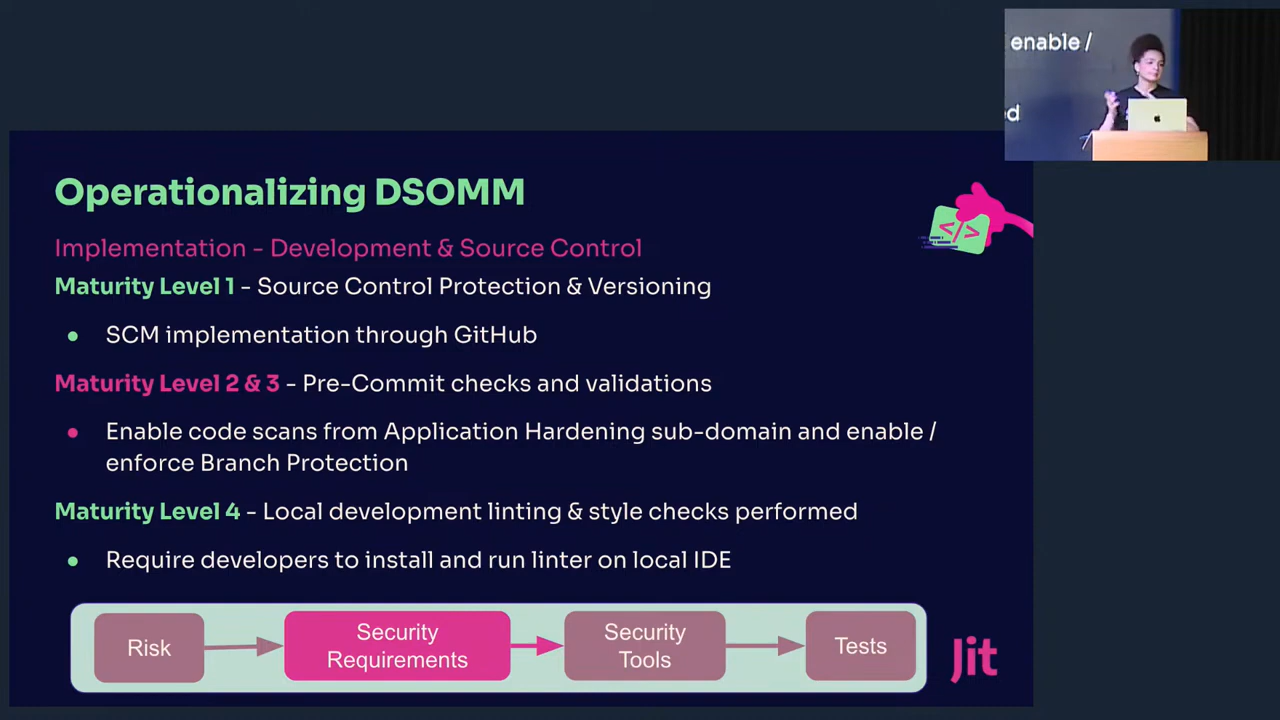 enable /
ed
Operationalizing DSOMM
</>
Implementation - Development & Source Control
Maturity Level 1 - Source Control Protection & Versioning
• SCM implementation through GitHub
Maturity Level 2 & 3 - Pre-Commit checks and validations
• Enable code scans from Application Hardening sub-domain and enable /
enforce Branch Protection
Maturity Level 4 - Local development linting & style checks performed
• Require developers to install and run linter on local IDE
Risk
Security
Requirements
Security
Tools
Tests
Jit